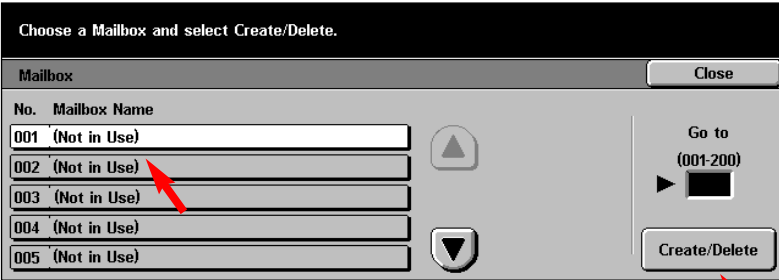 Choose a Mailbox and select Create/Delete.
Mailbox
Close
No. Mailbox Name
001 (Not in Use)
002 (Not in Use)
003 (Not in Use)
004 (Not in Use)
005 (Not in Use)
Go to
(001-200)
Create/Delete